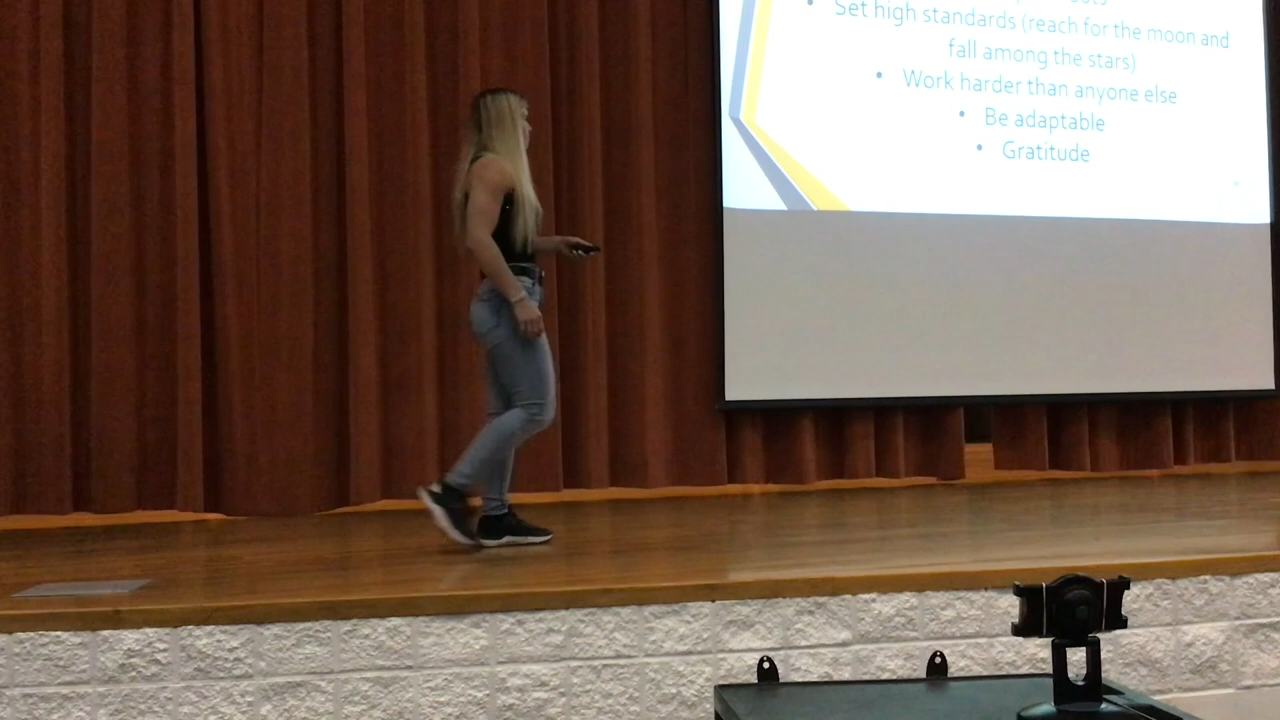 • Set high standards (reach for the moon and
fall among the stars)
• Work harder than anyone else
• Be adaptable
• Gratitude